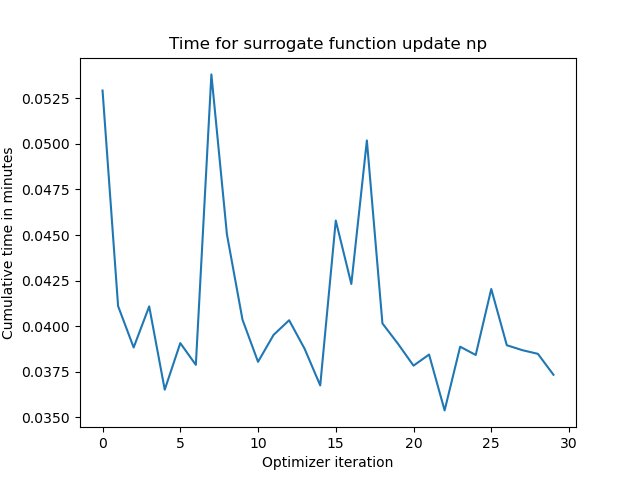 Time for surrogate function update np
Cumulative time in minutes
0.0525
0.0500
0.0475
0.0450
0.0425
0.0400
0.0375
0.0350
0 5 10 15 20 25 30
Optimizer iteration